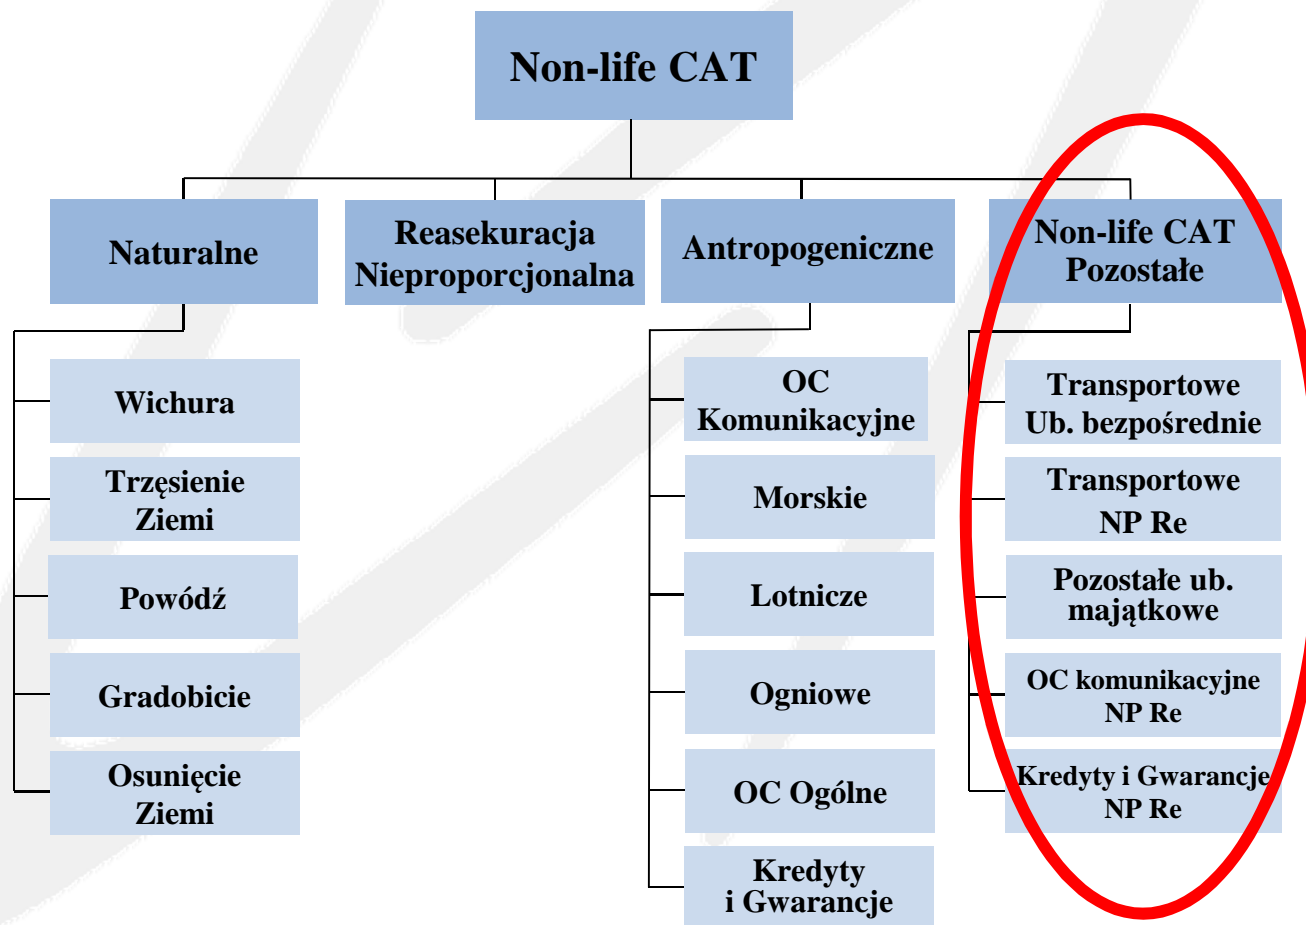 Non-life CAT
Naturalne
Reasekuracja
Nieproporcjonalna
Antropogeniczne
Non-life CAT
Pozostałe
Wichura
Trzęsienie
Ziemi
Powódź
Gradobicie
Osunięcie
Ziemi
OC
Komunikacyjne
Morskie
Lotnicze
Ogniowe
OC Ogólne
Kredyty
i Gwarancje
Transportowe
Ub. bezpośrednie
Transportowe
NP Re
Pozostałe ub.
majątkowe
OC komunikacyjne
NP Re
Kredyty i Gwarancje
NP Re